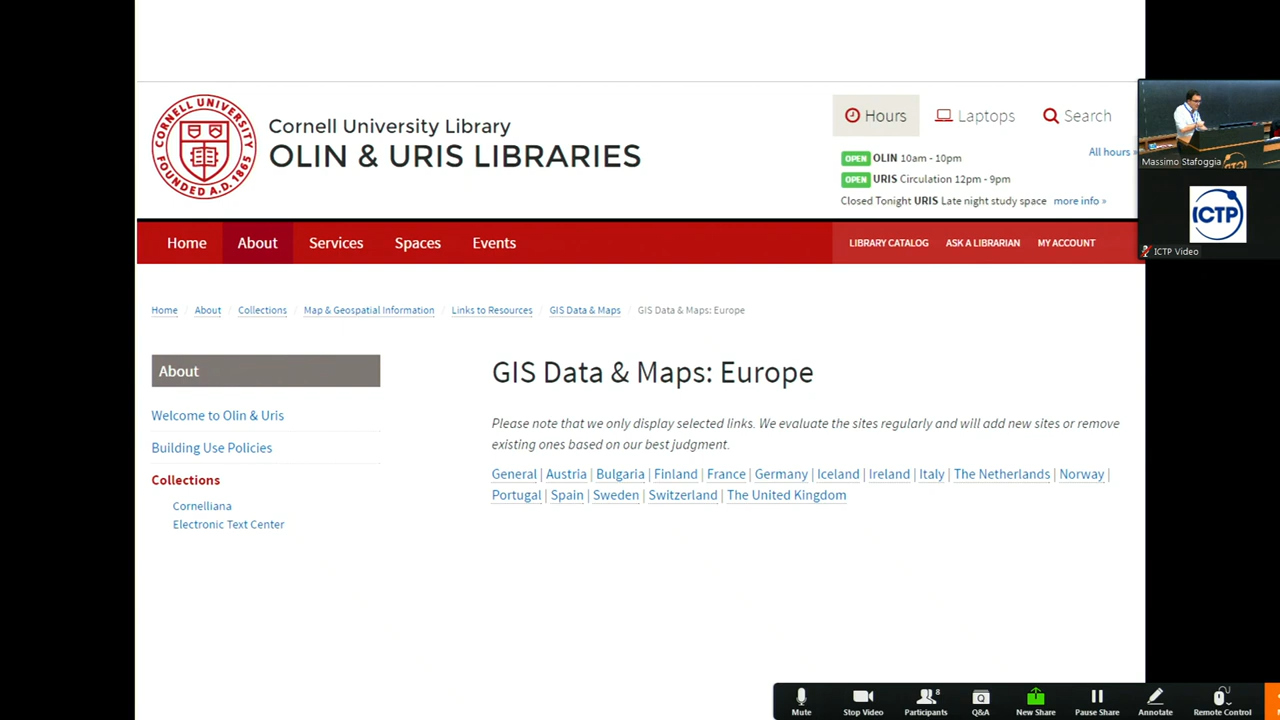 CORNELL UNIVERSITY
FOUNDED A.D. 1865
Cornell University Library
OLIN & URIS LIBRARIES
Hours
Laptops
Search
OPEN OLIN 10am - 10pm
All hours »
OPEN URIS Circulation 12pm - 9pm
Closed Tonight URIS Late night study space more info »
Home About Services Spaces Events
LIBRARY CATALOG ASK A LIBRARIAN MY ACCOUNT
Home / About / Collections / Map & Geospatial Information / Links to Resources / GIS Data & Maps / GIS Data & Maps: Europe
About
Welcome to Olin & Uris
Building Use Policies
Collections
Cornelliana
Electronic Text Center
GIS Data & Maps: Europe
Please note that we only display selected links. We evaluate the sites regularly and will add new sites or remove
existing ones based on our best judgment.
General | Austria | Bulgaria | Finland | France | Germany | Iceland | Ireland | Italy | The Netherlands | Norway |
Portugal | Spain | Sweden | Switzerland | The United Kingdom
Massimo Stafoggia
ICTP
ICTP Video
Mute
Stop Video
8
Participants
Q&A
New Share
Pause Share
Annotate
Remote Control